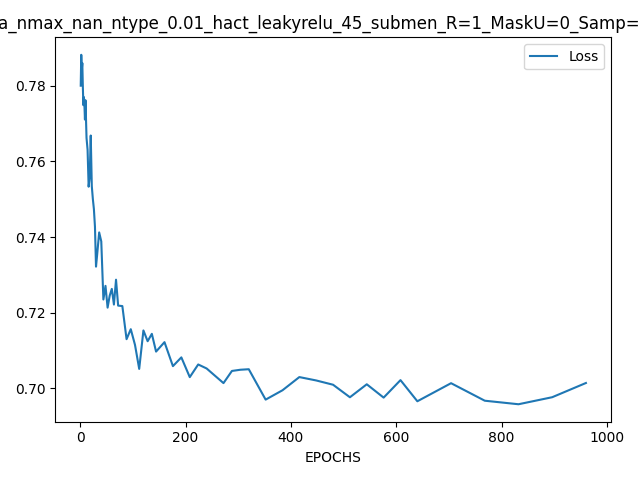 a_nmax_nan_ntype_0.01_hact_leakyrelu_45_submen_R=1_MaskU=0_Samp=
Loss
0.78
0.76
0.74
0.72
0.70
0 200 400 600 800 1000
EPOCHS